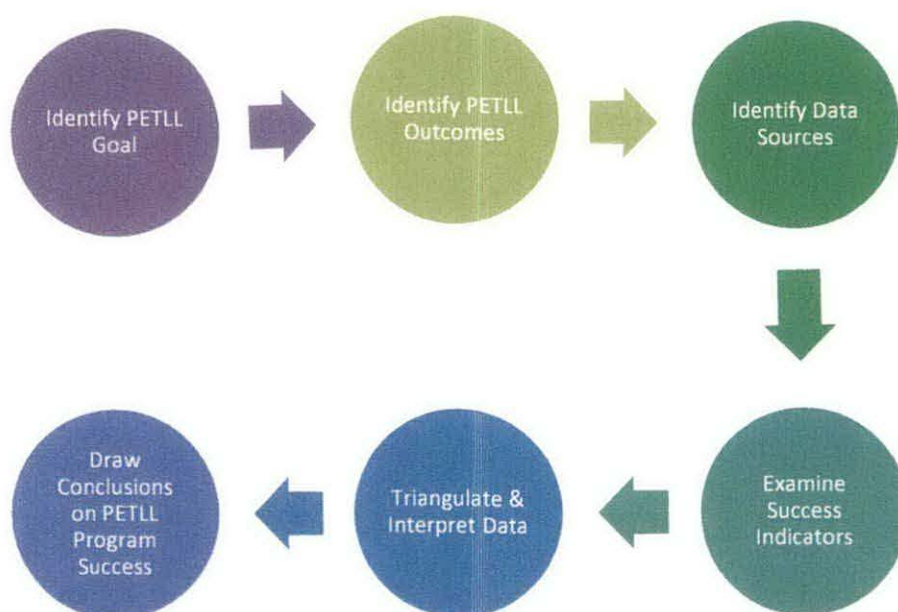 Identify PETLL
Goal
Identify PETLL
Outcomes
Identify Data
Sources
Examine
Success
Indicators
Triangulate &
Interpret Data
Draw
Conclusions
on PETLL
Program
Success